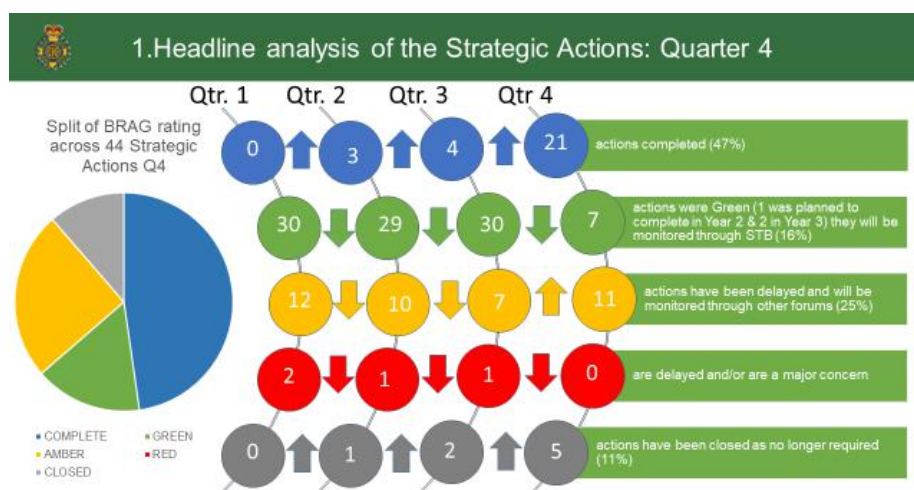 1.Headline analysis of the Strategic Actions: Quarter 4
Qtr. 1 Qtr. 2 Qtr. 3 Qtr 4
Split of BRAG rating
across 44 Strategic
Actions Q4
COMPLETE GREEN
AMBER RED
CLOSED
0 3 4 21
actions completed (47%)
30 29 30 7
actions were Green (1 was planned to
complete in Year 2 & 2 in Year 3) they will be
monitored through STB (16%)
12 10 7 11
actions have been delayed and will be
monitored through other forums (25%)
2 1 1 0
are delayed and/or are a major concern
0 1 2 5
actions have been closed as no longer required
(11%)